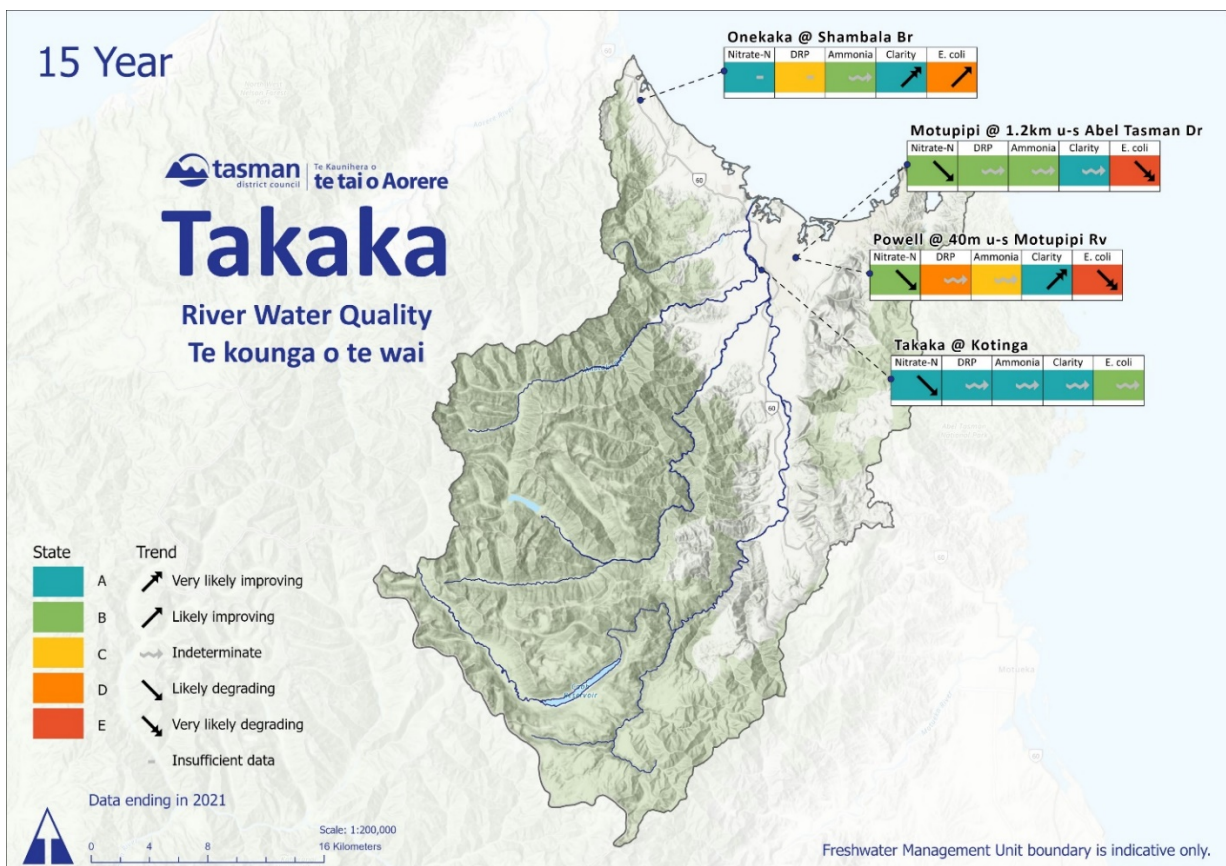 15 Year
tasman
district council
Te Kaunihera o
te tai o Aorere
Takaka
River Water Quality
Te kounga o te wai
Onekaka @ Shambala Br
Nitrate-N DRP Ammonia Clarity E. coli
Motupipi @ 1.2km u-s Abel Tasman Dr
Nitrate-N DRP Ammonia Clarity E. coli
Powell @ 40m u-s Motupipi Rv
Nitrate-N DRP Ammonia Clarity E. coli
Takaka @ Kotinga
Nitrate-N DRP Ammonia Clarity E. coli
60
60
60
Reservoir
Motueka
State Trend
A Very likely improving
B Likely improving
C Indeterminate
D Likely degrading
E Very likely degrading
Insufficient data
Data ending in 2021
Scale: 1:200,000
0 4 8 16 Kilometers
Freshwater Management Unit boundary is indicative only.